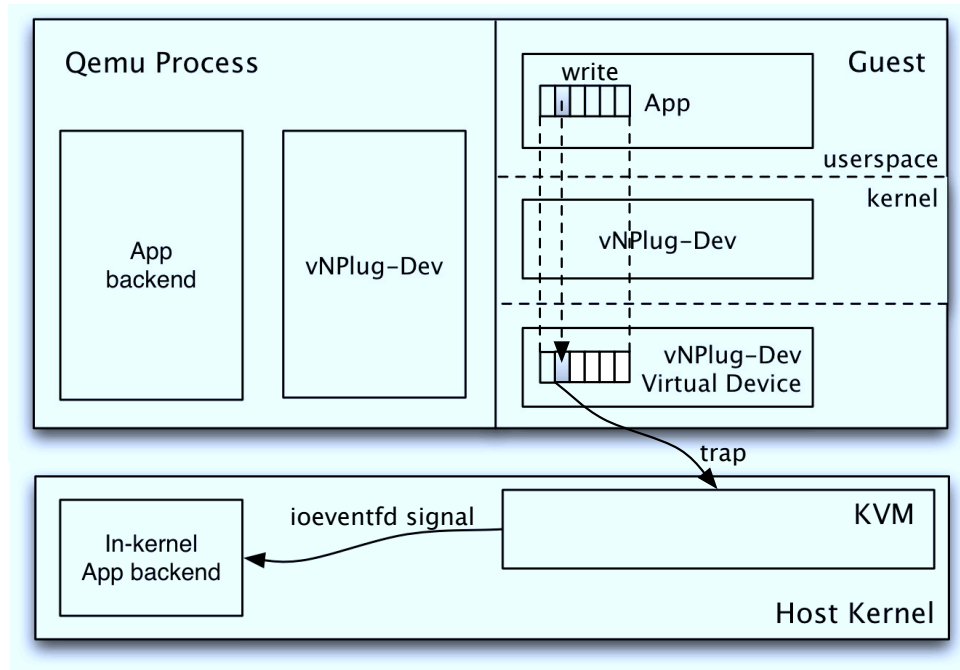 Qemu Process
App
backend
vNPlug-Dev
Guest
write
App
userspace
kernel
vNPlug-Dev
vNPlug-Dev
Virtual Device
trap
In-kernel
App backend
ioeventfd signal
KVM
Host Kernel